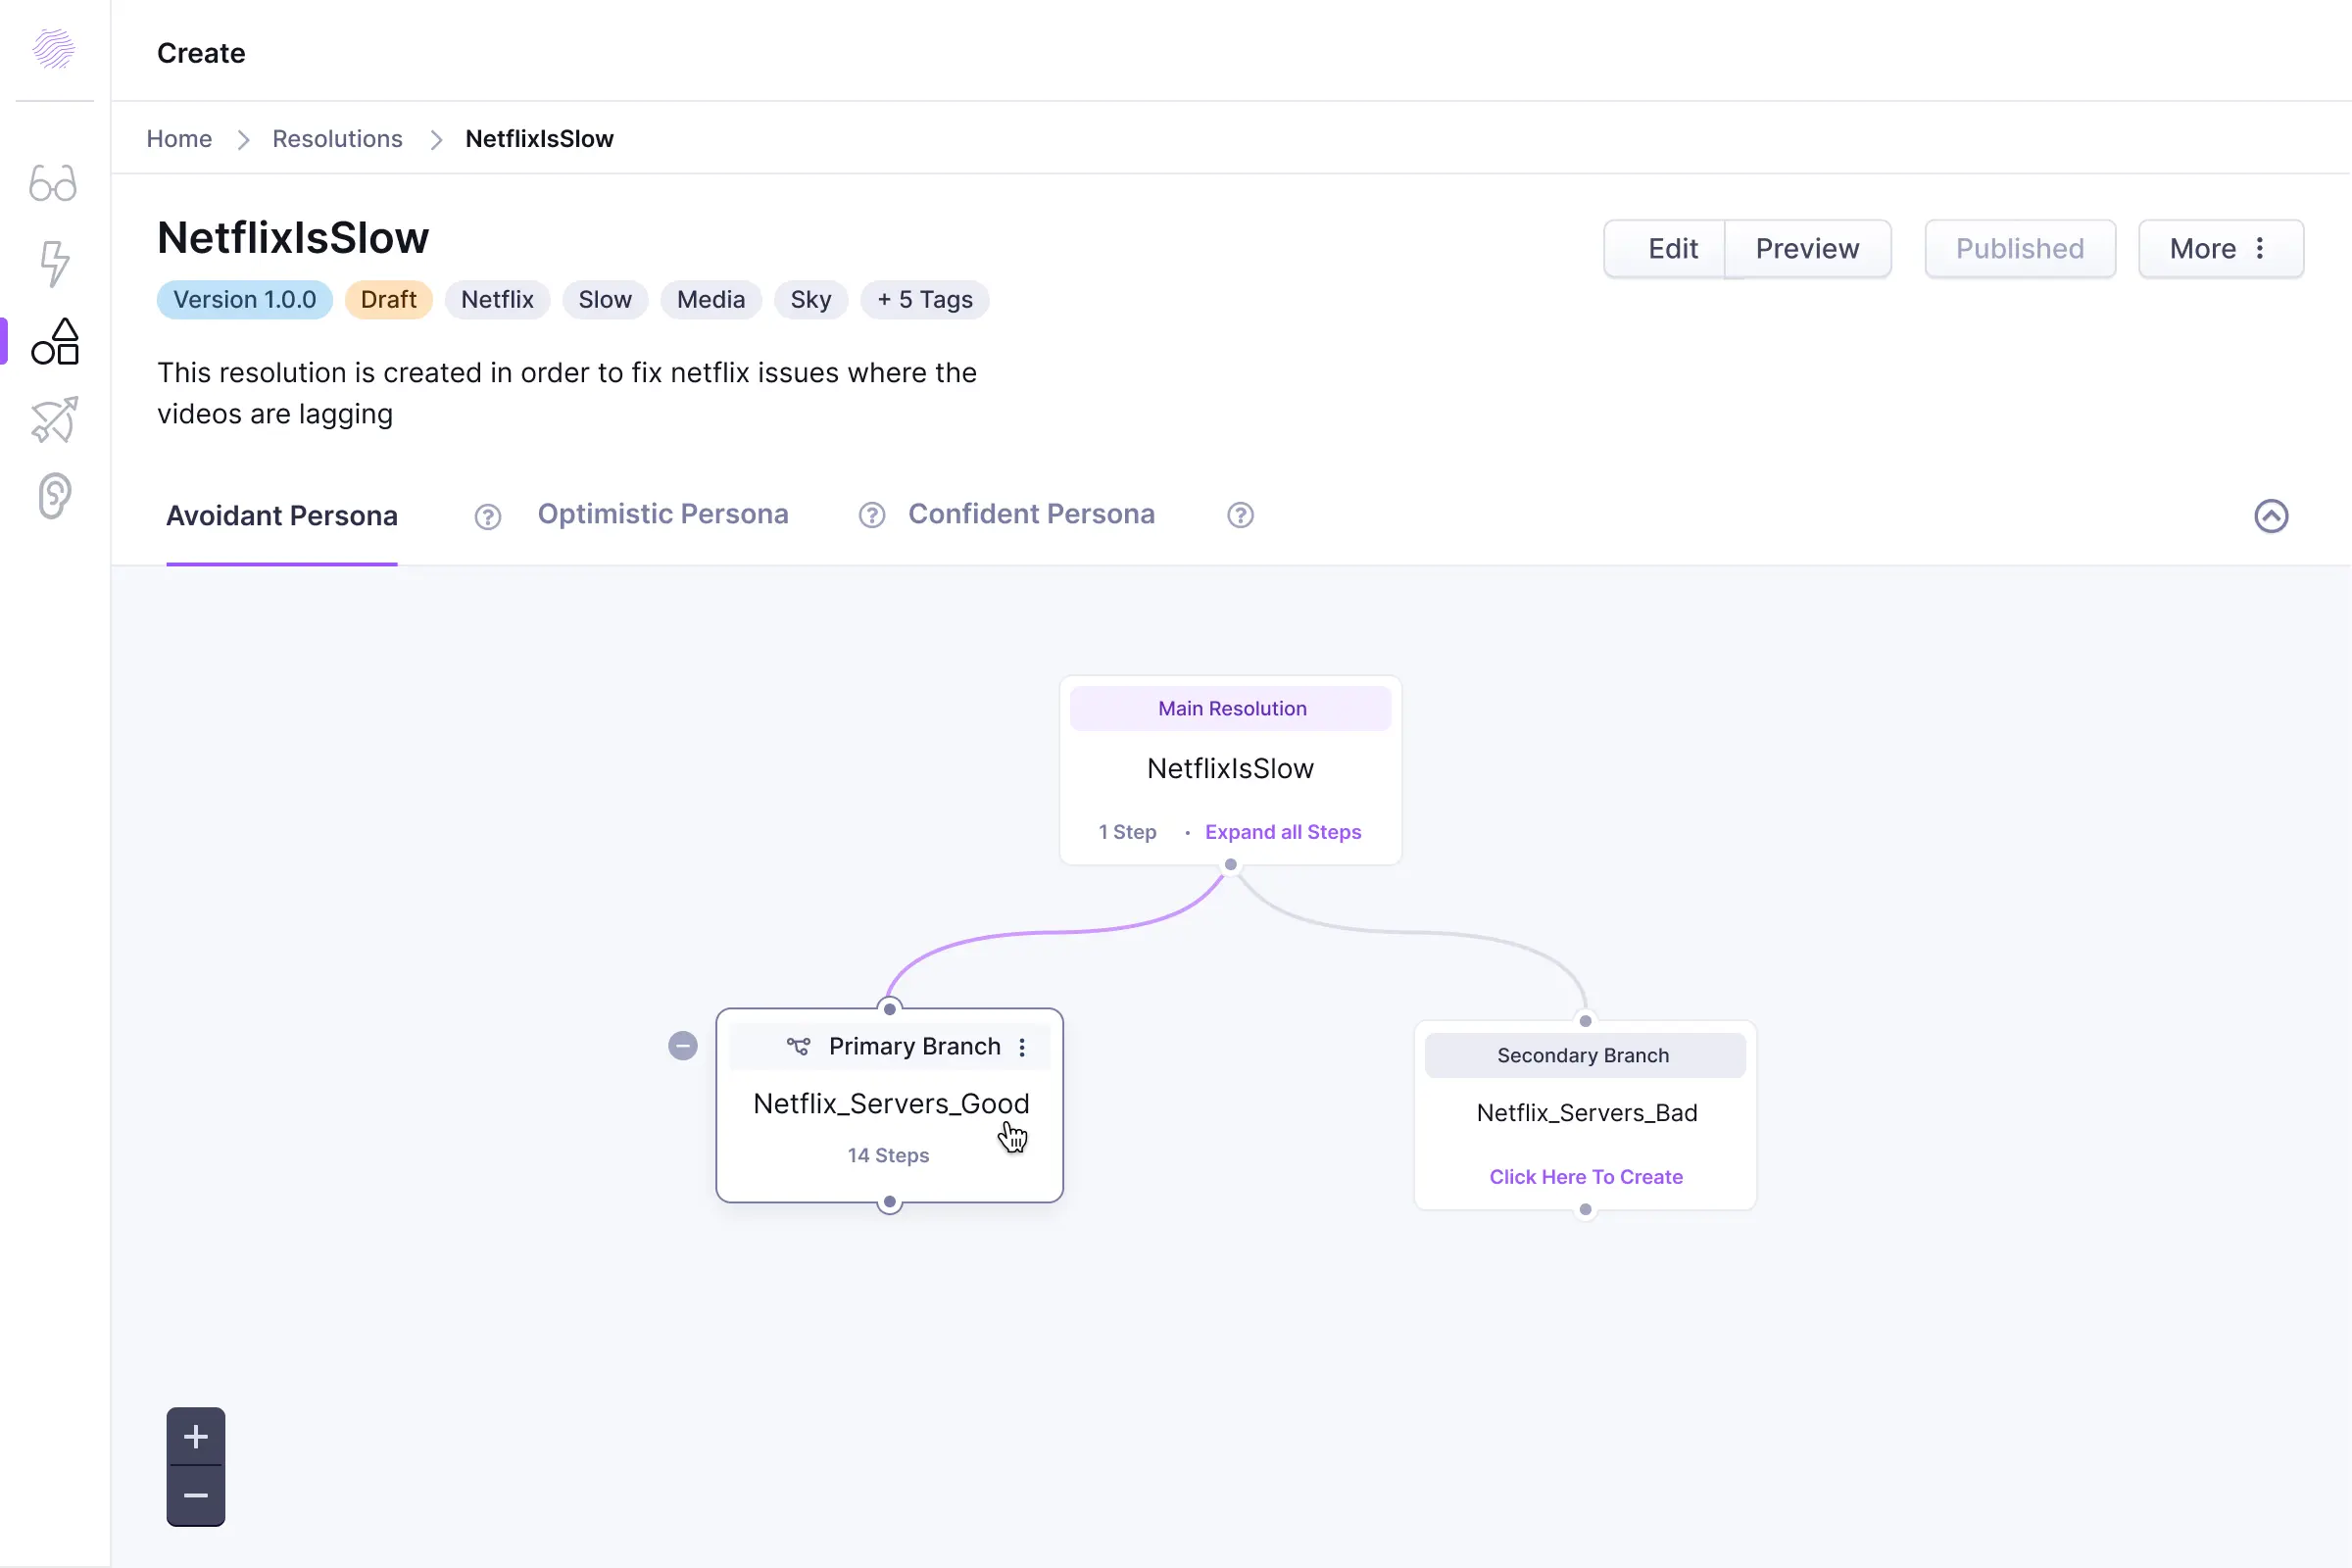 Create
Home Resolutions NetflixIsSlow
NetflixIsSlow
Edit Preview Published More
Version 1.0.0 Draft Netflix Slow Media Sky + 5 Tags
This resolution is created in order to fix netflix issues where the
videos are lagging
Avoidant Persona ? Optimistic Persona ? Confident Persona ?
Main Resolution
NetflixIsSlow
1 Step · Expand all Steps
Primary Branch
Netflix_Servers_Good
14 Steps
Secondary Branch
Netflix_Servers_Bad
Click Here To Create